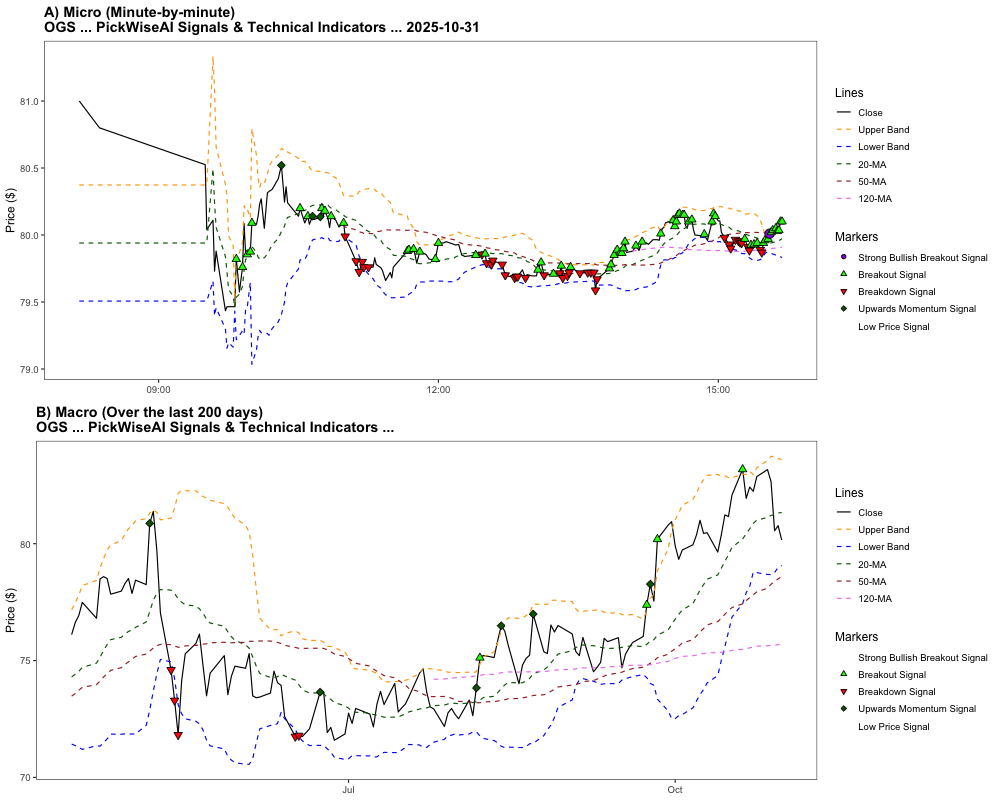 A) Micro (Minute-by-minute)
OGS ... PickWiseAI Signals & Technical Indicators ... 2025-10-31
Price ($)
81.0
80.5
80.0
79.5
79.0
09:00
12:00
15:00
Lines
Close
Upper Band
Lower Band
20-MA
50-MA
120-MA
Markers
Strong Bullish Breakout Signal
Breakout Signal
Breakdown Signal
Upwards Momentum Signal
Low Price Signal
B) Macro (Over the last 200 days)
OGS ... PickWiseAI Signals & Technical Indicators ...
Price ($)
80
75
70
Jul
Oct
Lines
Close
Upper Band
Lower Band
20-MA
50-MA
120-MA
Markers
Strong Bullish Breakout Signal
Breakout Signal
Breakdown Signal
Upwards Momentum Signal
Low Price Signal